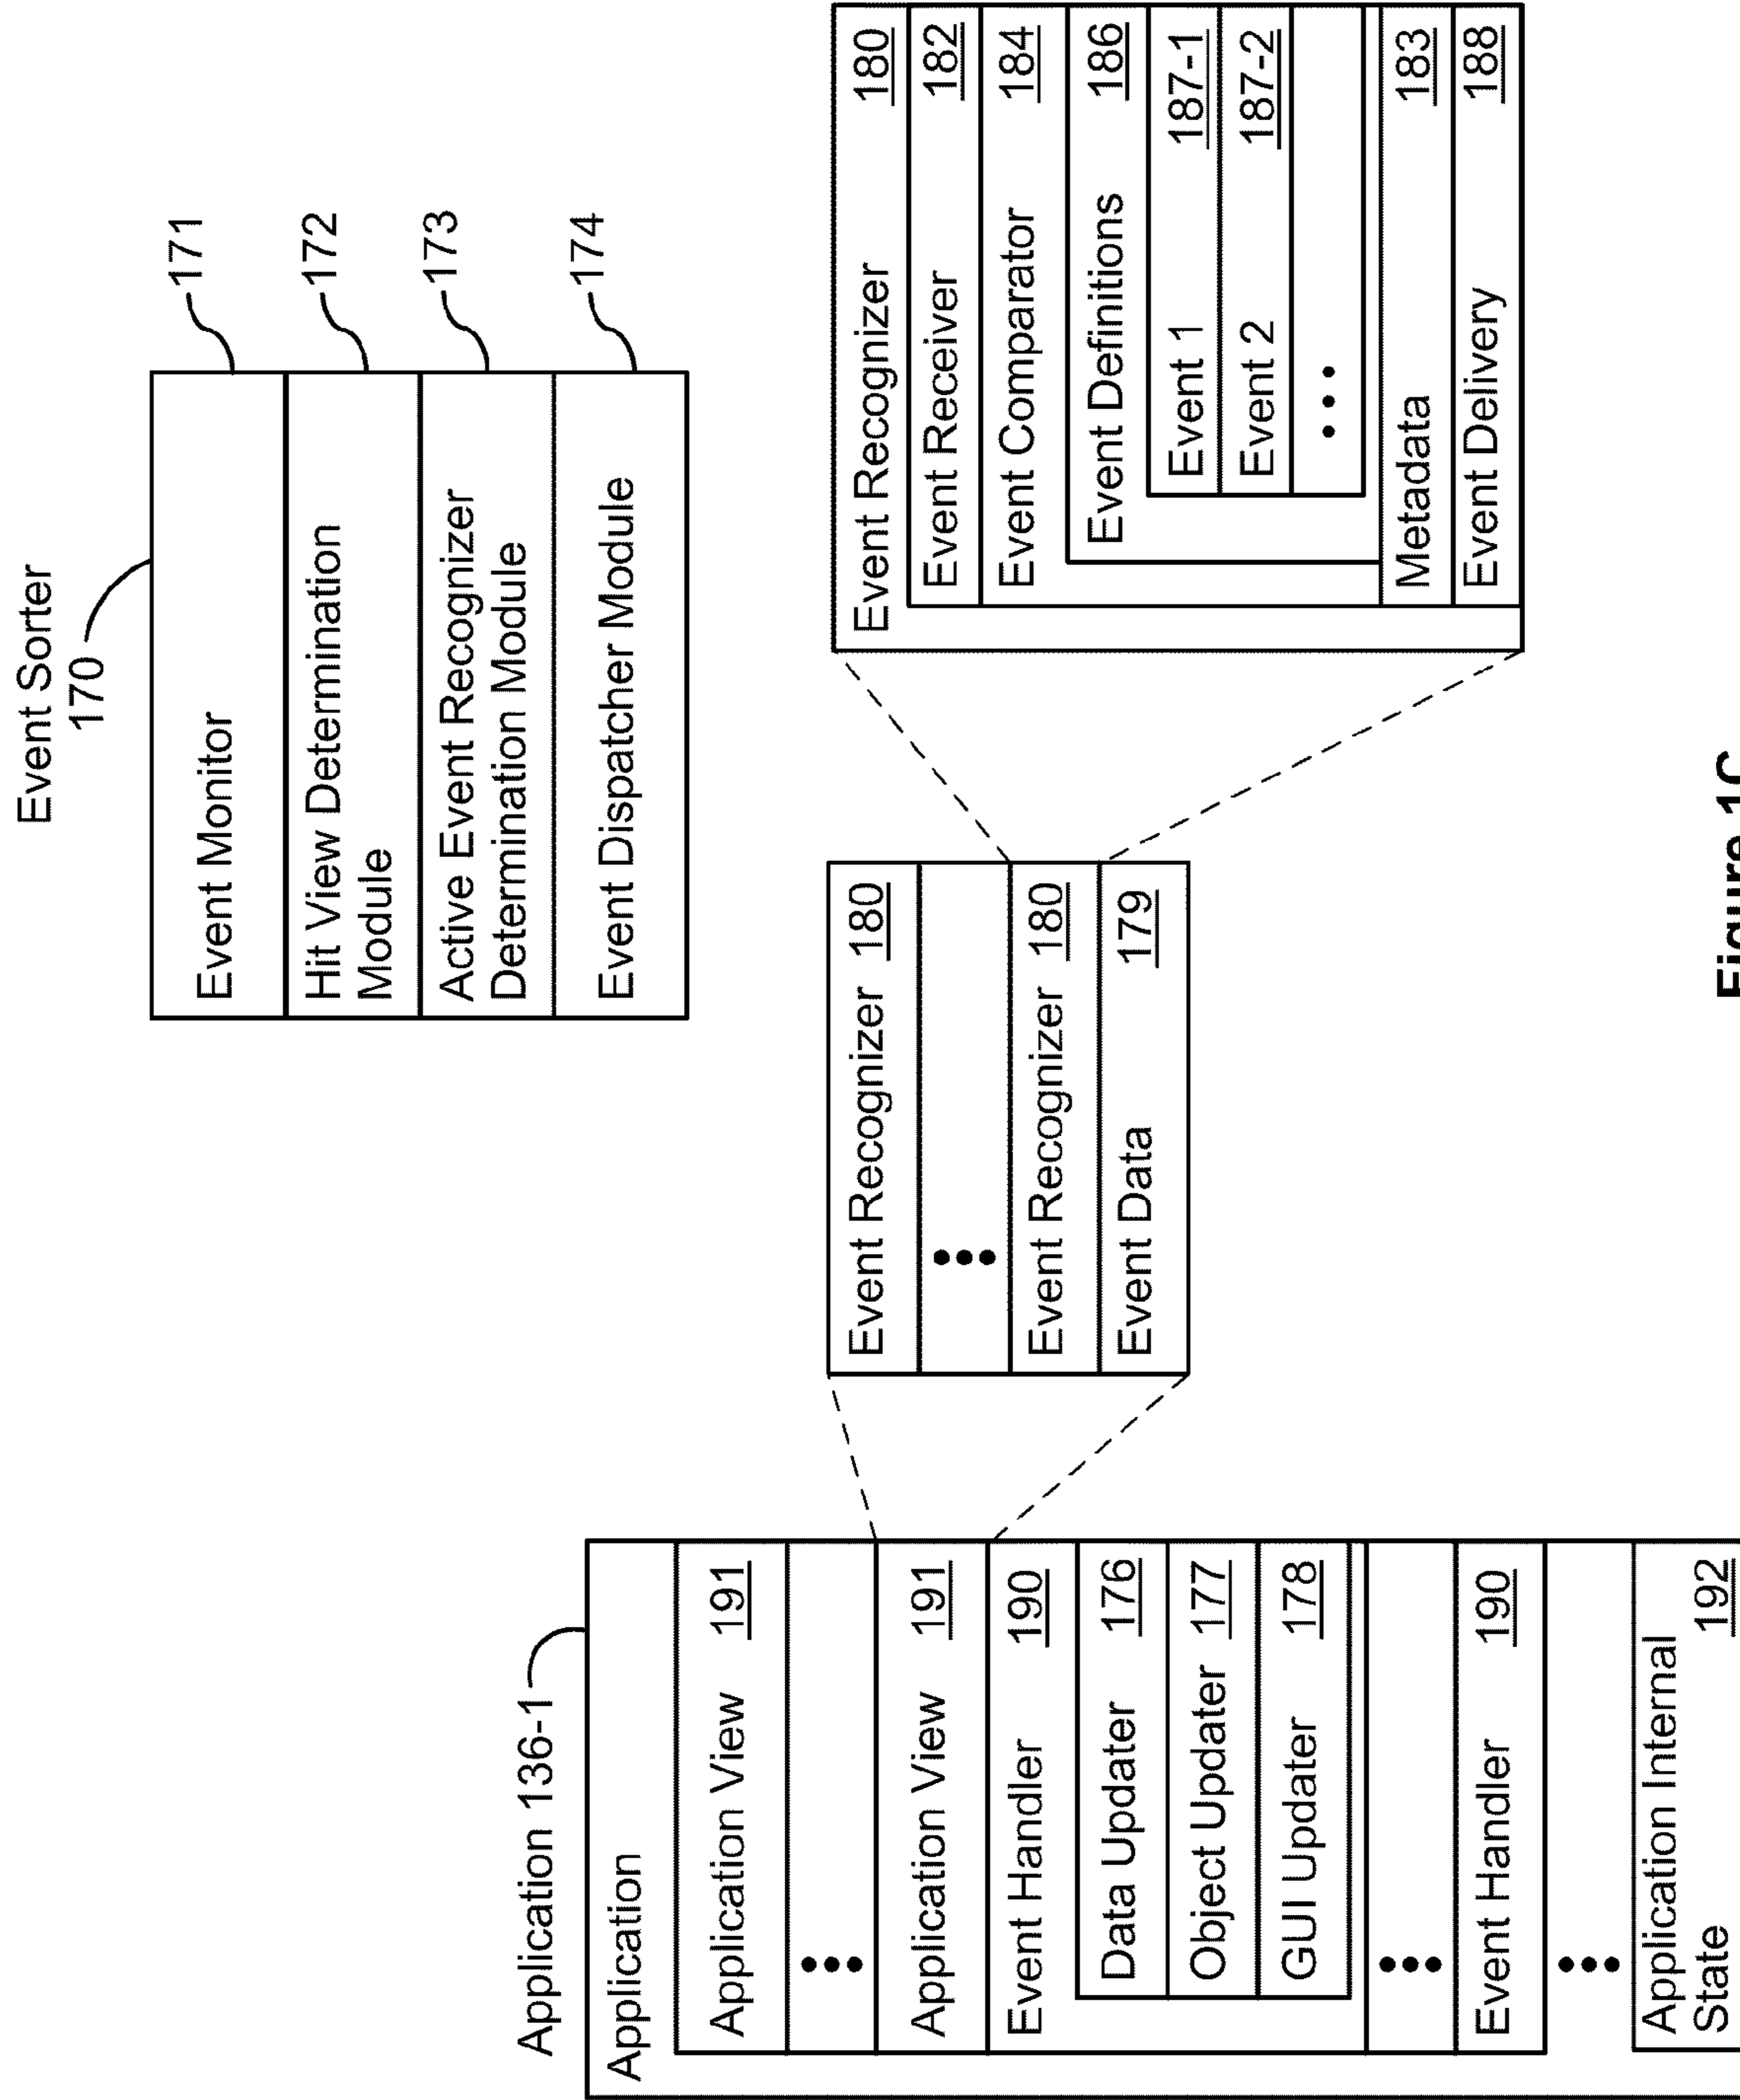 Event Sorter
170
Event Monitor
171
Hit View Determination
Module
172
Active Event Recognizer
Determination Module
173
Event Dispatcher Module
174
Application 136-1
Application
Application View 191
•••
Application View 191
Event Handler 190
Data Updater 176
Object Updater 177
GUI Updater 178
•••
Event Handler 190
•••
Application Internal
State 192
Event Recognizer 180
•••
Event Recognizer 180
Event Data 179
Event Recognizer 180
Event Receiver 182
Event Comparator 184
Event Definitions 186
Event 1 187-1
Event 2 187-2
•••
Metadata 183
Event Delivery 188
Figure 1C